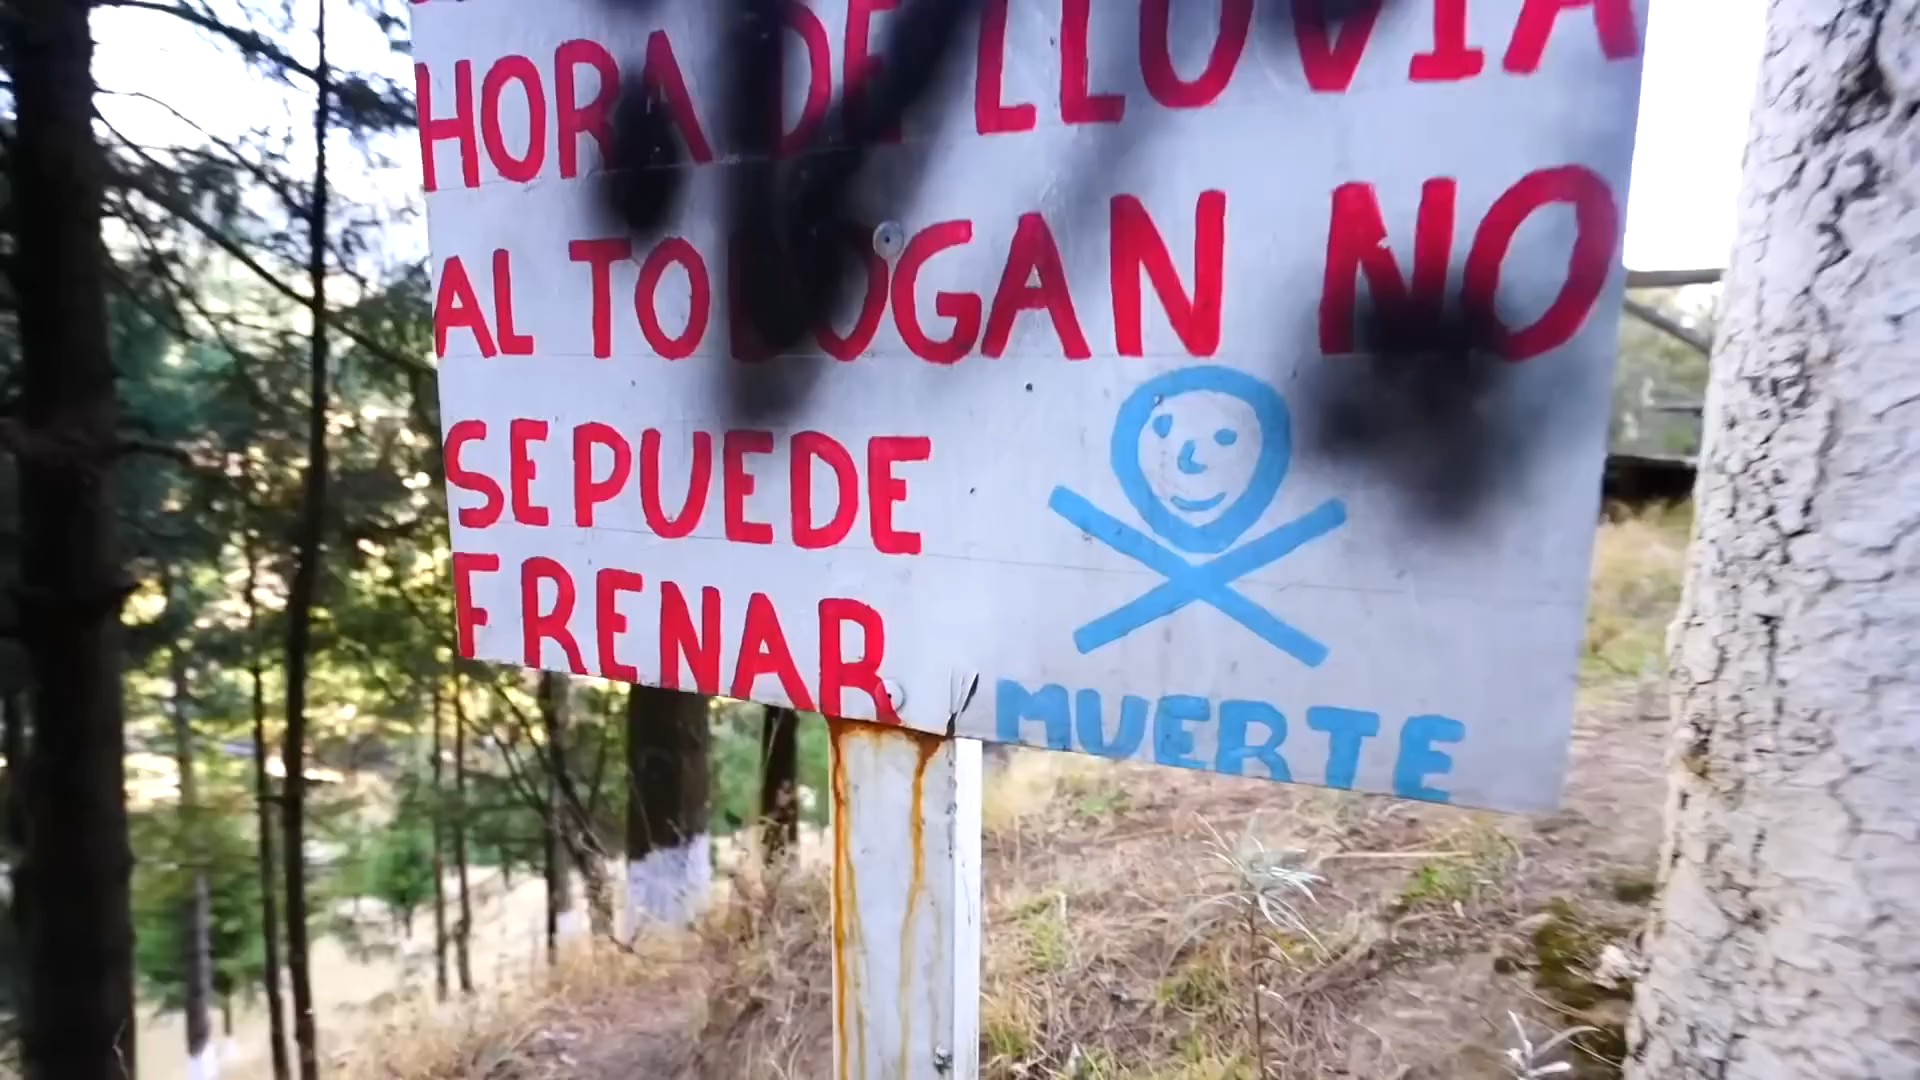 HORA DE LLUVIA
AL TOBOGAN NO
SE PUEDE
FRENAR
MUERTE